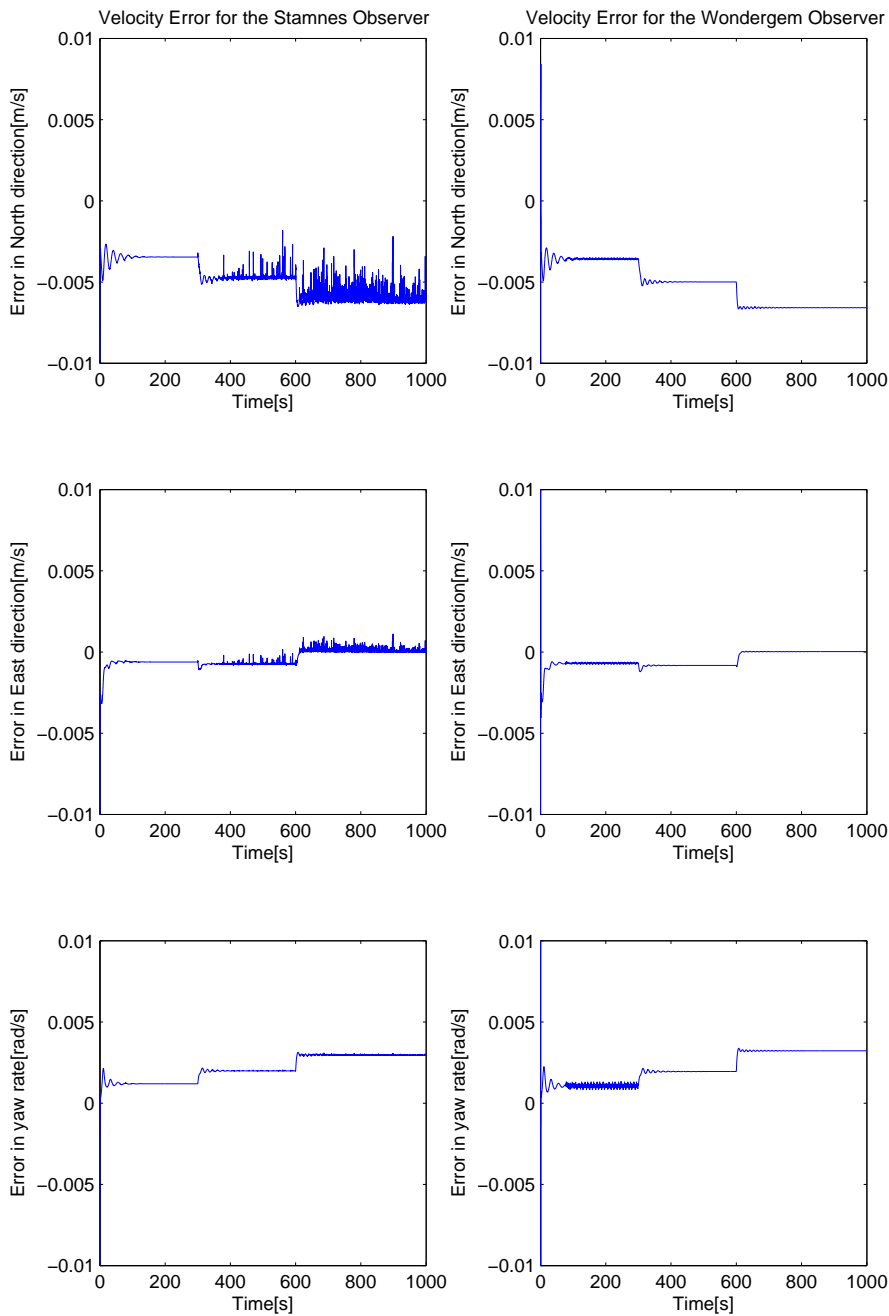 Velocity Error for the Stamnes Observer
Error in North direction[m/s]
0.01
0.005
0
−0.005
−0.01
0 200 400 600 800 1000
Time[s]
Velocity Error for the Wondergem Observer
Error in North direction[m/s]
0.01
0.005
0
−0.005
−0.01
0 200 400 600 800 1000
Time[s]
Error in East direction[m/s]
0.01
0.005
0
−0.005
−0.01
0 200 400 600 800 1000
Time[s]
Error in East direction[m/s]
0.01
0.005
0
−0.005
−0.01
0 200 400 600 800 1000
Time[s]
Error in yaw rate[rad/s]
0.01
0.005
0
−0.005
−0.01
0 200 400 600 800 1000
Time[s]
Error in yaw rate[rad/s]
0.01
0.005
0
−0.005
−0.01
0 200 400 600 800 1000
Time[s]